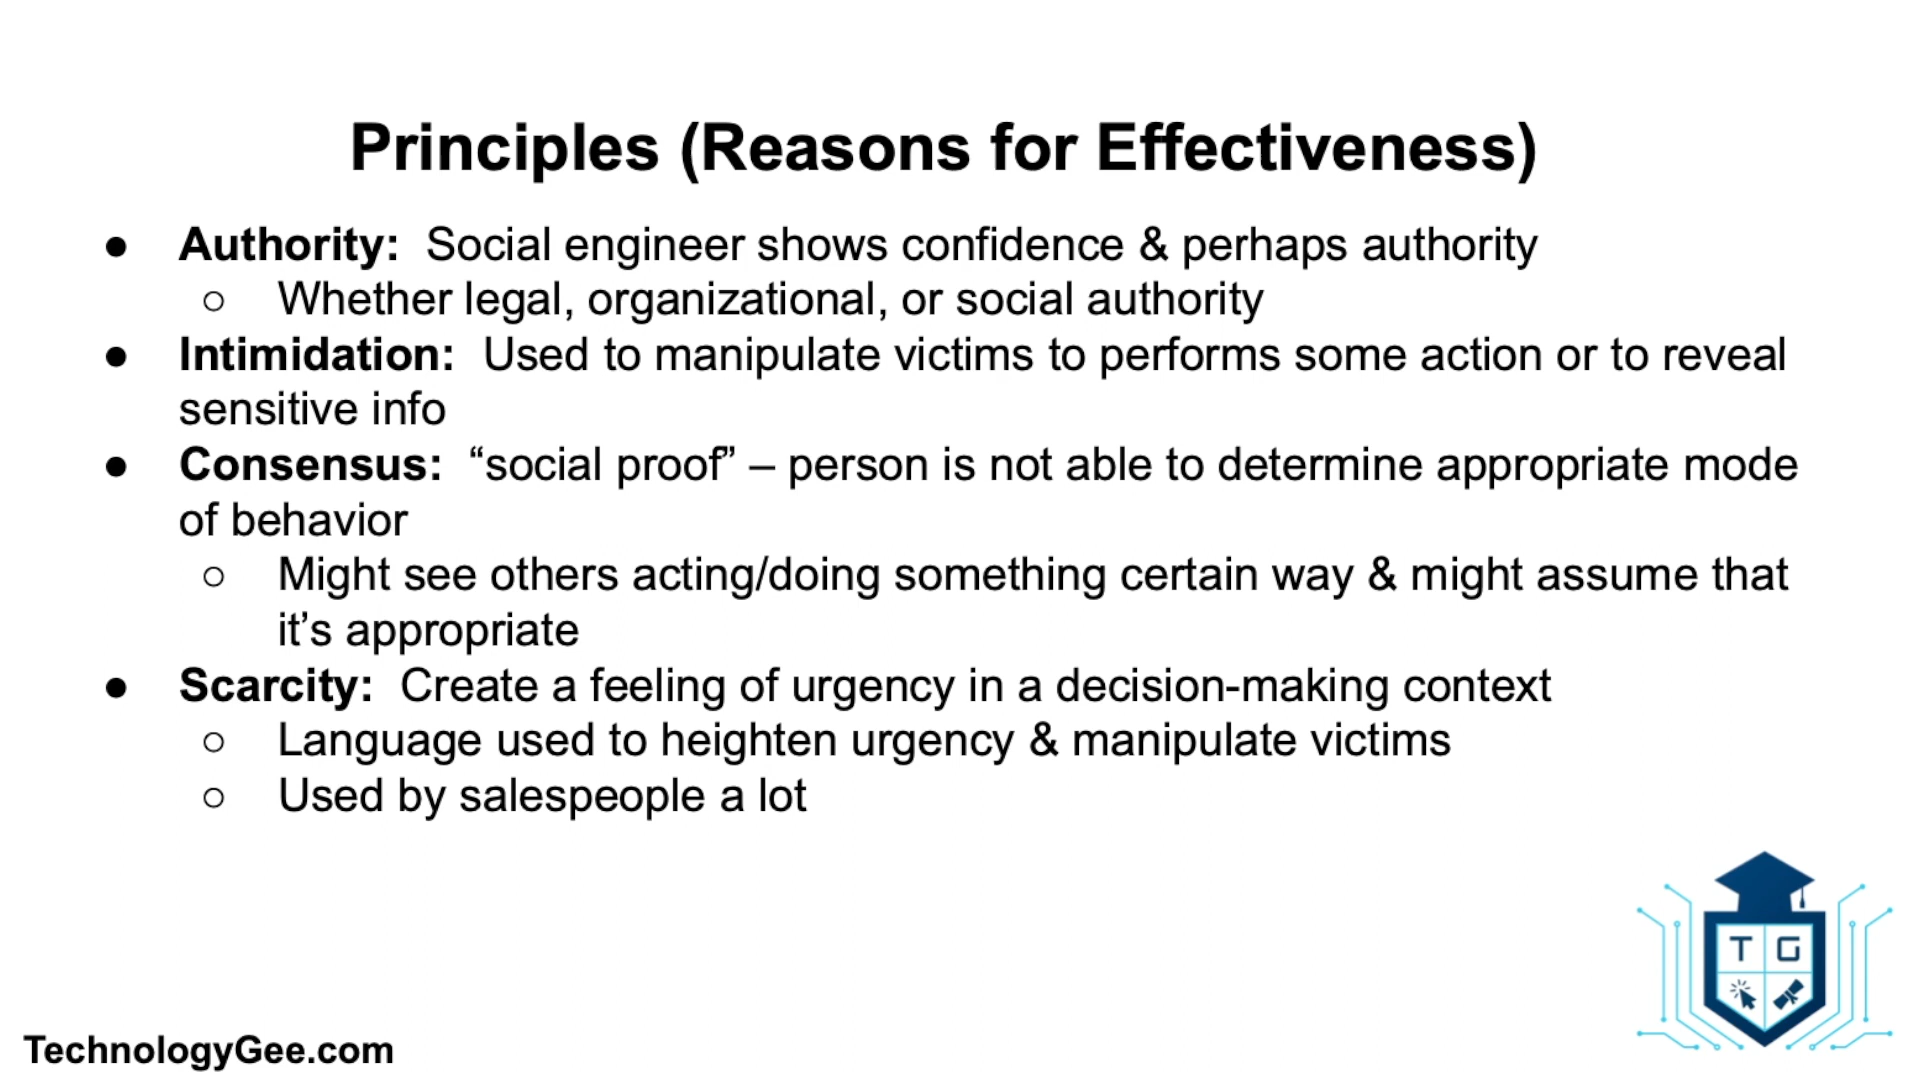 Principles (Reasons for Effectiveness)
● Authority:  Social engineer shows confidence & perhaps authority
○ Whether legal, organizational, or social authority
● Intimidation:  Used to manipulate victims to performs some action or to reveal
sensitive info
● Consensus:  “social proof” – person is not able to determine appropriate mode
of behavior
○ Might see others acting/doing something certain way & might assume that
it’s appropriate
● Scarcity:  Create a feeling of urgency in a decision-making context
○ Language used to heighten urgency & manipulate victims
○ Used by salespeople a lot
T G
TechnologyGee.com